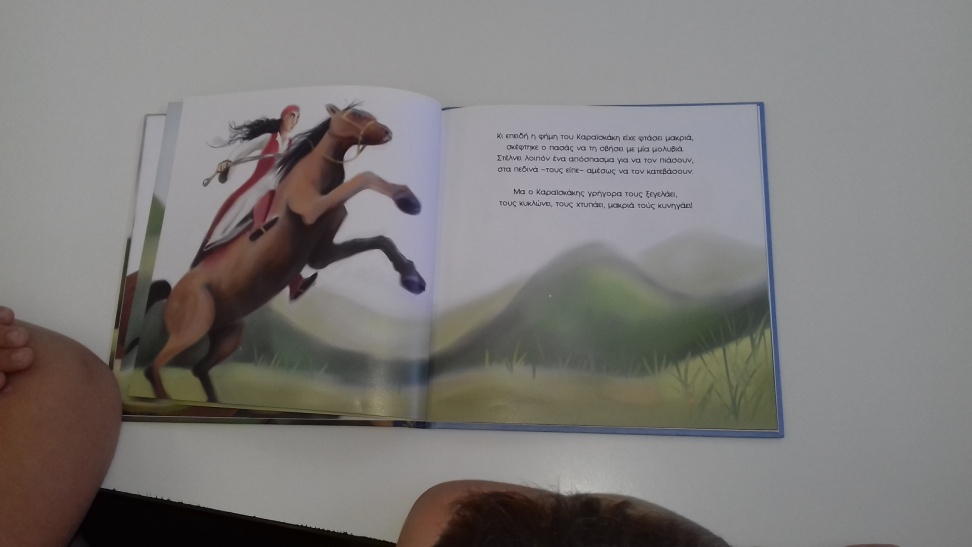 Κι επειδή η φήμη του Καραϊσκάκη είχε φτάσει μακριά,
σκέφτηκε ο πασάς να τη σβήσει με μία μολυβιά.
Στέλνει λοιπόν ένα απόσπασμα για να τον πιάσουν,
στα πεδινά –τους είπε– αμέσως να τον κατεβάσουν.
Μα ο Καραϊσκάκης γρήγορα τους ξεγελάει,
τους κυκλώνει, τους χτυπάει, μακριά τούς κυνηγάει!